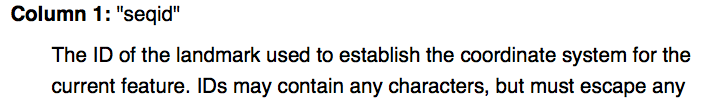 Column 1: "seqid"
The ID of the landmark used to establish the coordinate system for the
current feature. IDs may contain any characters, but must escape any